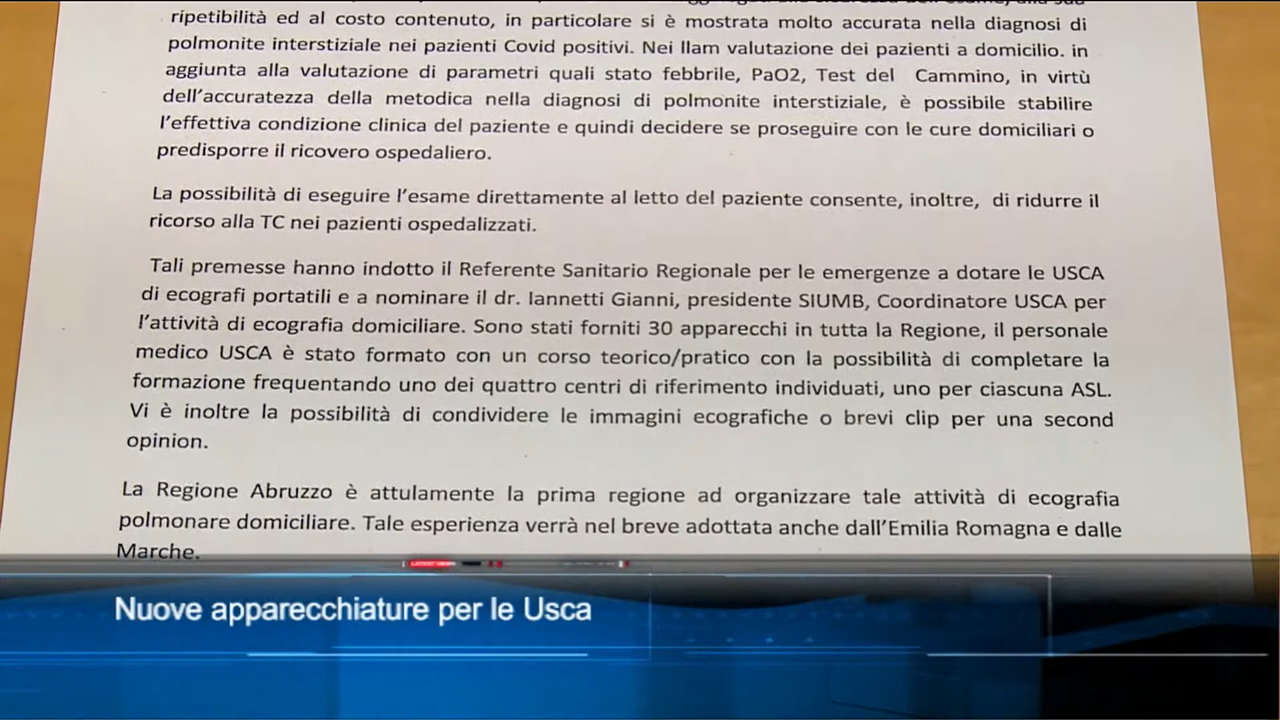 ripetibilità ed al costo contenuto, in particolare si è mostrata molto accurata nella diagnosi di
polmonite interstiziale nei pazienti Covid positivi. Nei llam valutazione dei pazienti a domicilio. in
aggiunta alla valutazione di parametri quali stato febbrile, PaO2, Test del Cammino, in virtù
dell’accuratezza della metodica nella diagnosi di polmonite interstiziale, è possibile stabilire
l’effettiva condizione clinica del paziente e quindi decidere se proseguire con le cure domiciliari o
predisporre il ricovero ospedaliero.
La possibilità di eseguire l’esame direttamente al letto del paziente consente, inoltre, di ridurre il
ricorso alla TC nei pazienti ospedalizzati.
Tali premesse hanno indotto il Referente Sanitario Regionale per le emergenze a dotare le USCA
di ecografi portatili e a nominare il dr. Iannetti Gianni, presidente SIUMB, Coordinatore USCA per
l’attività di ecografia domiciliare. Sono stati forniti 30 apparecchi in tutta la Regione, il personale
medico USCA è stato formato con un corso teorico/pratico con la possibilità di completare la
formazione frequentando uno dei quattro centri di riferimento individuati, uno per ciascuna ASL.
Vi è inoltre la possibilità di condividere le immagini ecografiche o brevi clip per una second
opinion.
La Regione Abruzzo è attulamente la prima regione ad organizzare tale attività di ecografia
polmonare domiciliare. Tale esperienza verrà nel breve adottata anche dall’Emilia Romagna e dalle
Marche.
LATEST NEWS
Nuove apparecchiature per le Usca